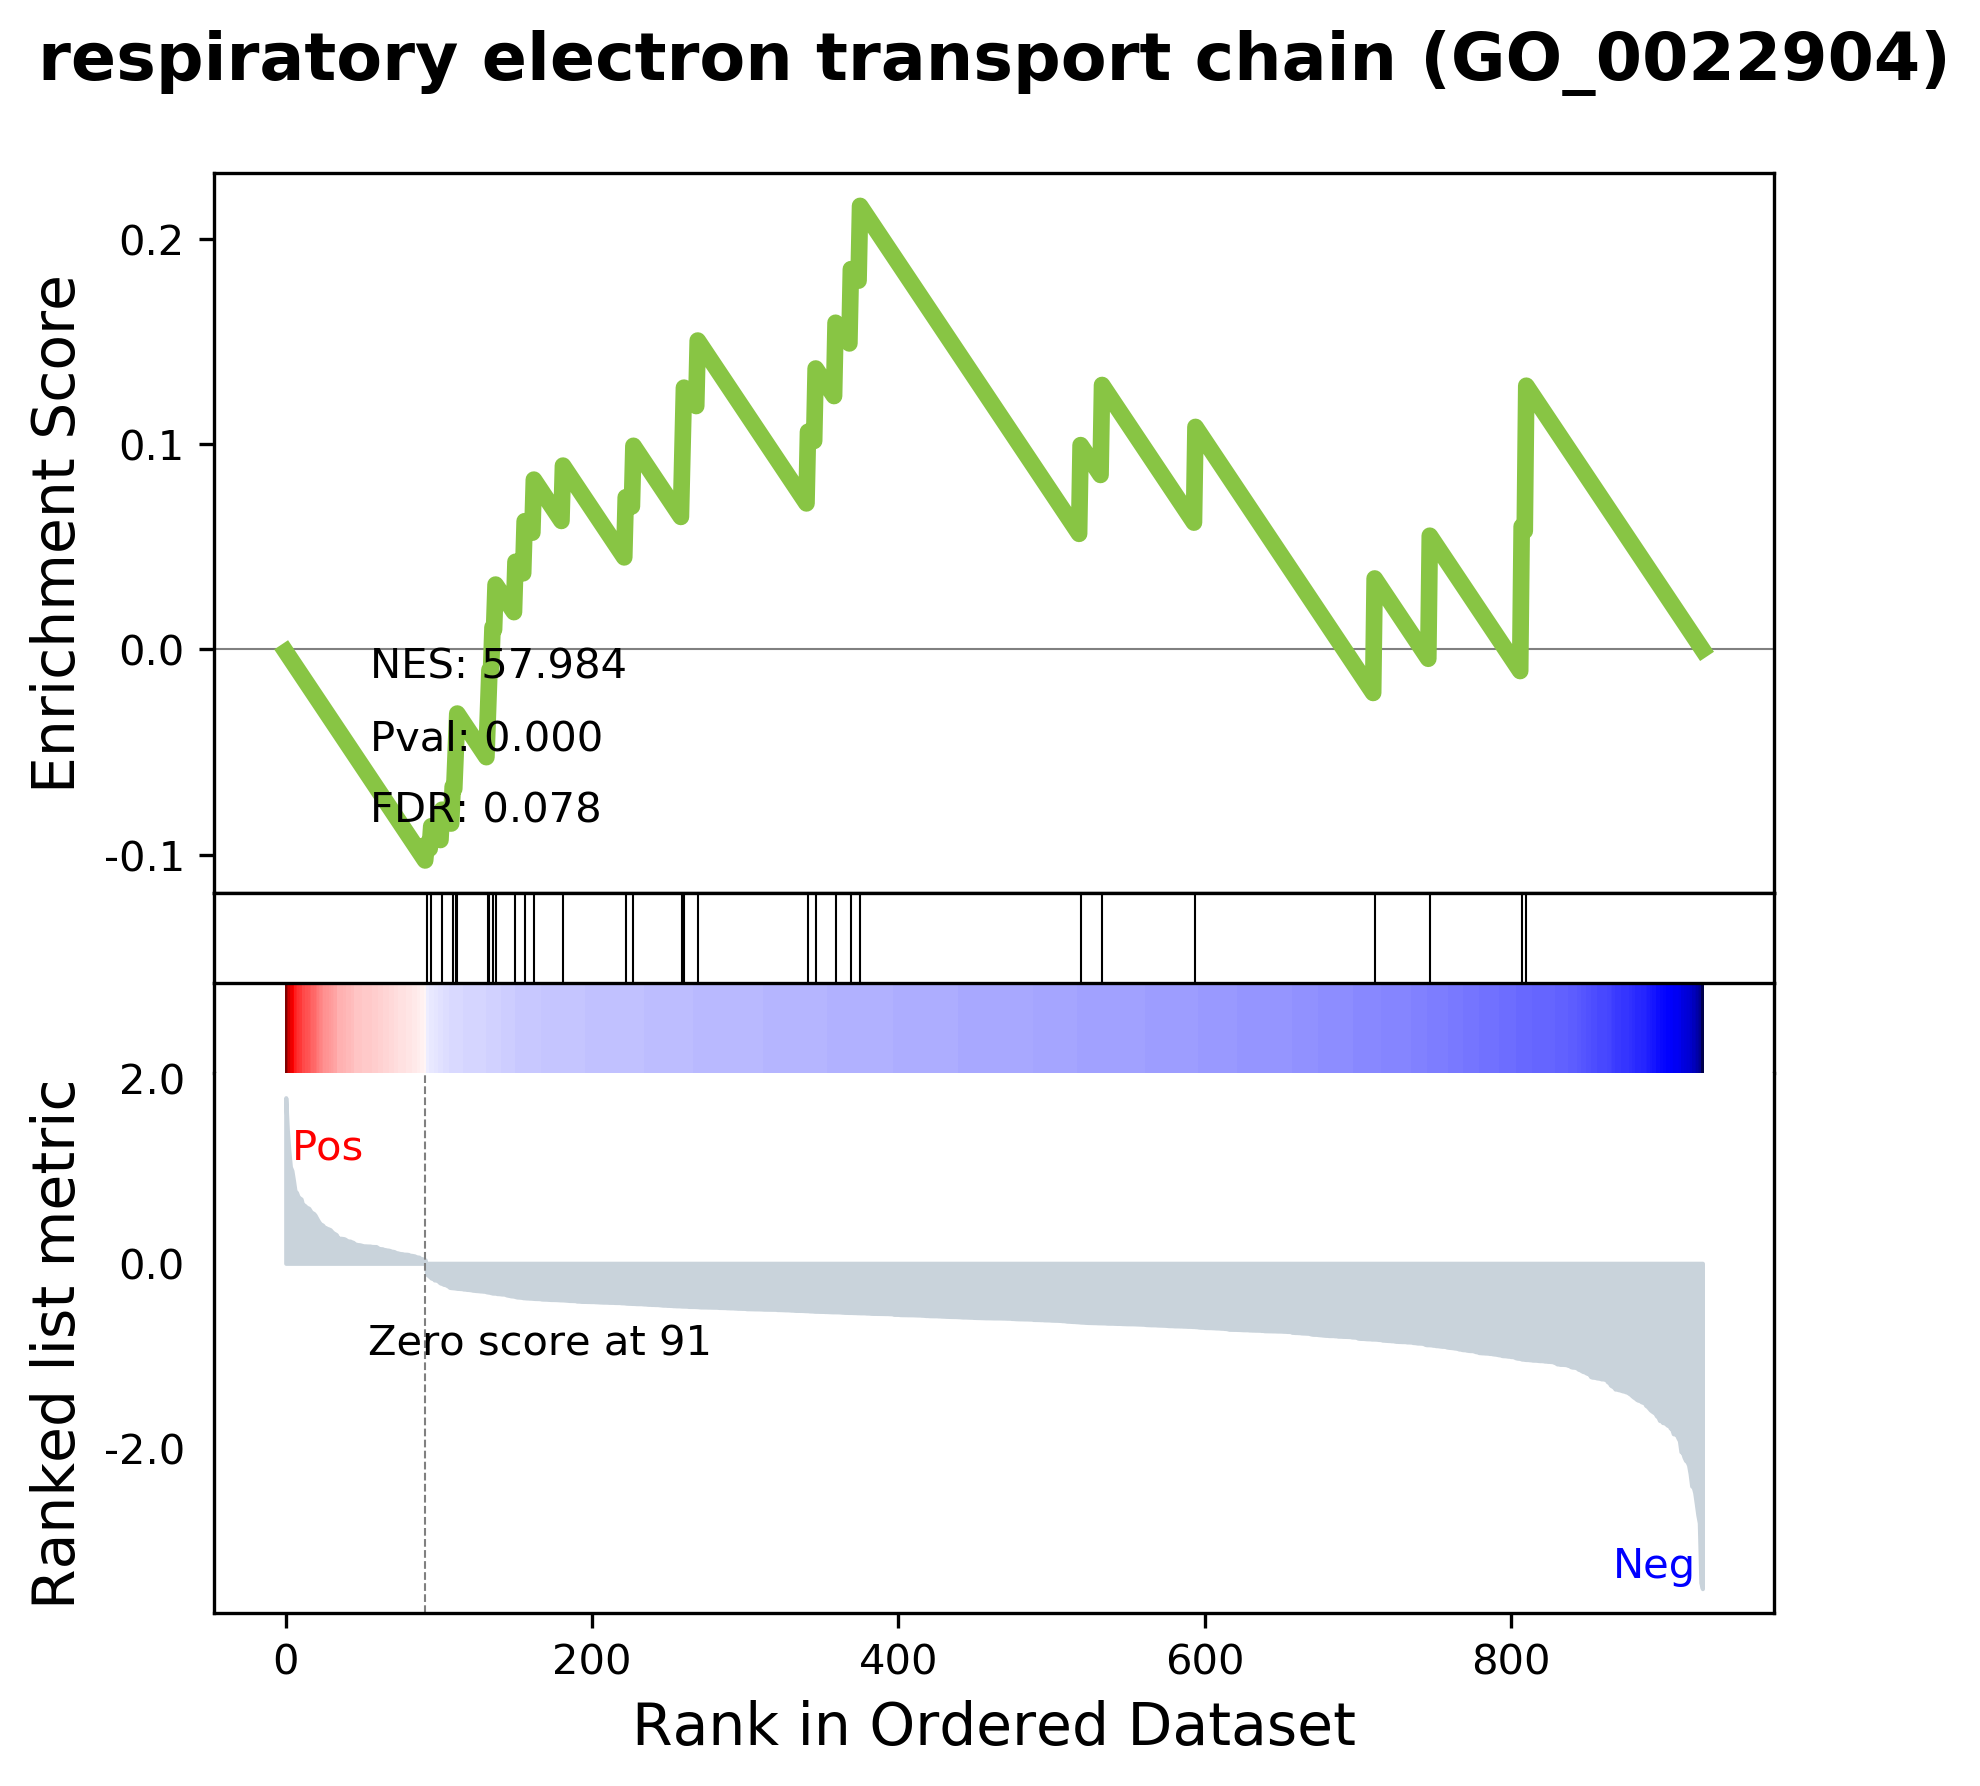 respiratory electron transport chain (GO_0022904)
Enrichment Score
0.2
0.1
0.0
-0.1
NES: 57.984
Pval: 0.000
FDR: 0.078
Ranked list metric
2.0
0.0
-2.0
Pos
Zero score at 91
Neg
0 200 400 600 800
Rank in Ordered Dataset